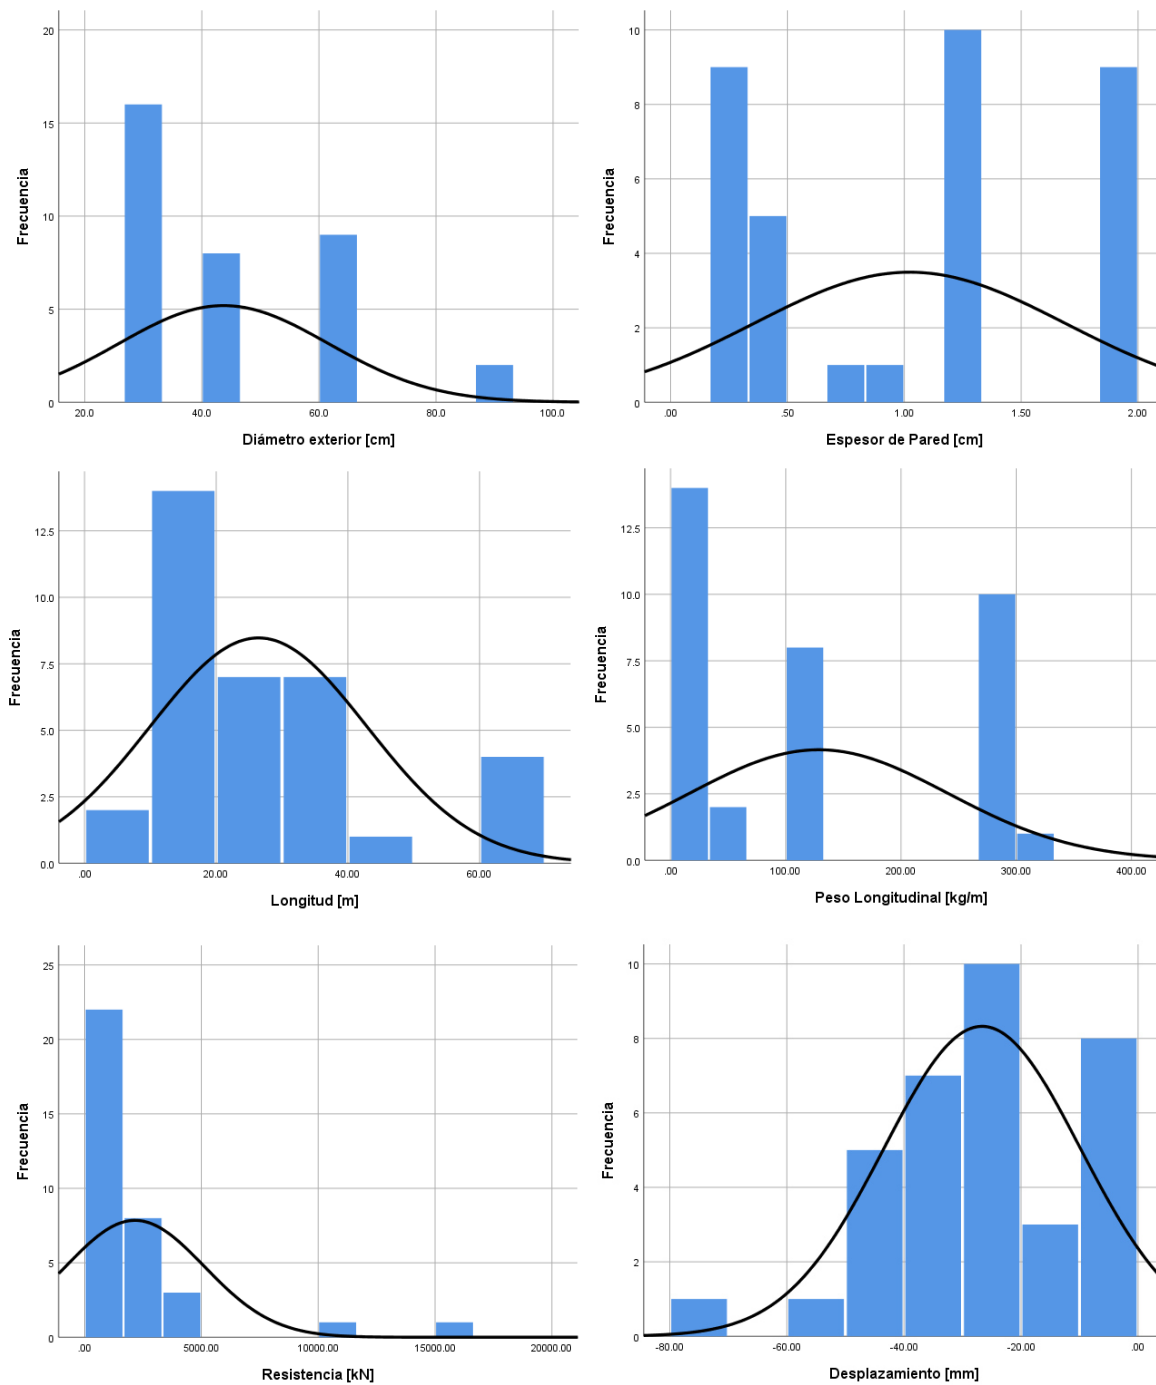 20
15
10
5
0
Frecuencia
20.0 40.0 60.0 80.0 100.0
Diámetro exterior [cm]
10
8
6
4
2
0
Frecuencia
.00 .50 1.00 1.50 2.00
Espesor de Pared [cm]
12.5
10.0
7.5
5.0
2.5
0.0
Frecuencia
.00 20.00 40.00 60.00
Longitud [m]
12.5
10.0
7.5
5.0
2.5
0.0
Frecuencia
.00 100.00 200.00 300.00 400.00
Peso Longitudinal [kg/m]
25
20
15
10
5
0
Frecuencia
.00 5000.00 10000.00 15000.00 20000.00
Resistencia [kN]
10
8
6
4
2
0
Frecuencia
-80.00 -60.00 -40.00 -20.00 .00
Desplazamiento [mm]